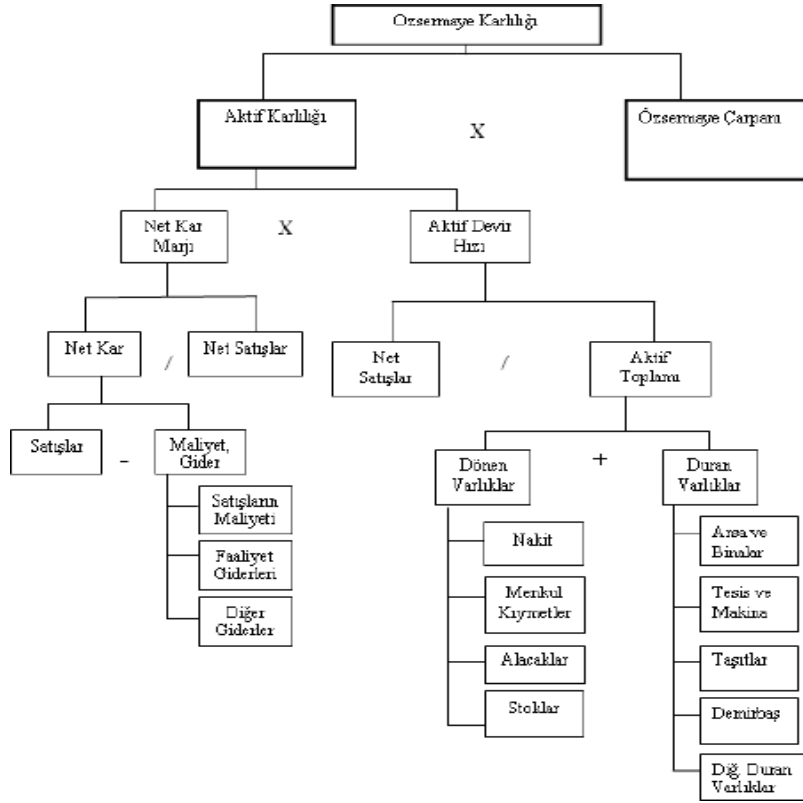 Ozsermaye Karlılığı
Aktif Karlılığı
X
Özsermaye Çarpanı
Net Kar
Marjı
X
Aktif Devir
Hızı
Net Kar
/
Net Satışlar
Net
Satışlar
/
Aktif
Toplamı
Satışlar
-
Maliyet,
Gider
Dönen
Varlıklar
+
Duran
Varlıklar
Satışların
Maliyeti
Faaliyet
Giderleri
Diğer
Giderler
Nakit
Menkul
Kıymetler
Alacaklar
Stoklar
Arsa ve
Binalar
Tesis ve
Makina
Taşıtlar
Demirbaş
Diğ. Duran
Varlıklar